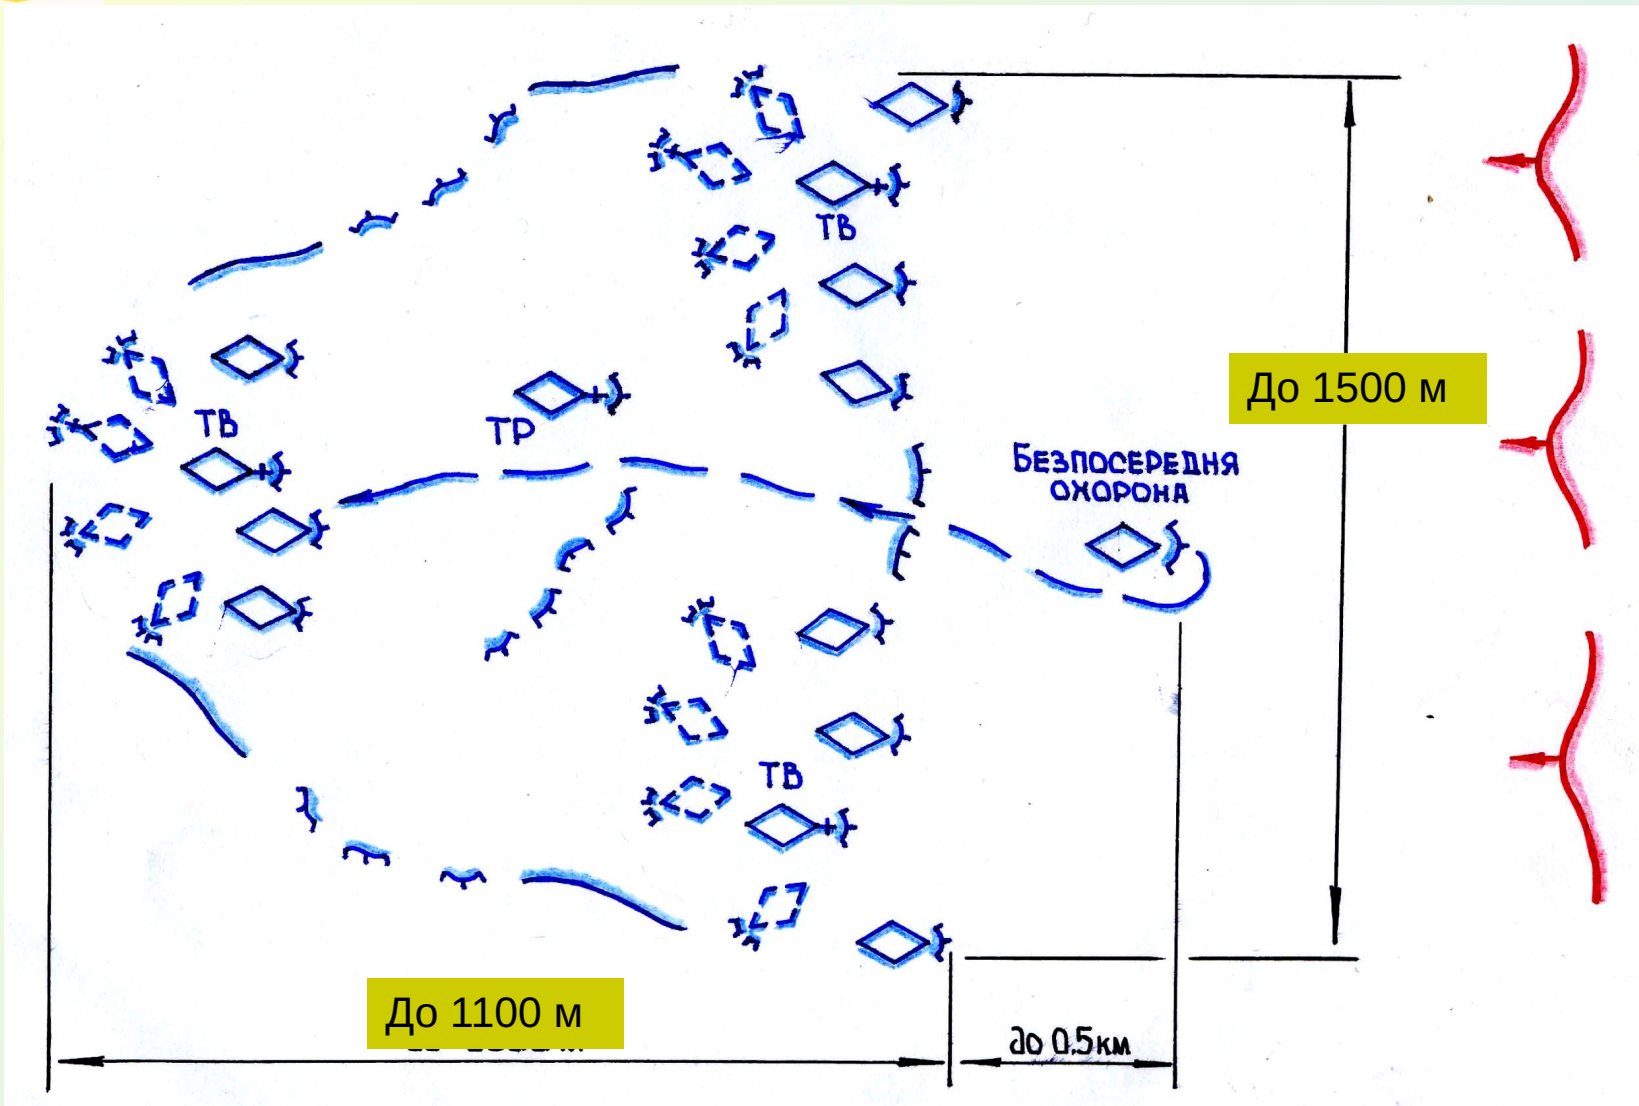 ТВ
До 1500 м
ТВ
ТР
БЕЗПОСЕРЕДНЯ
ОХОРОНА
ТВ
До 1100 м
до 0.5км